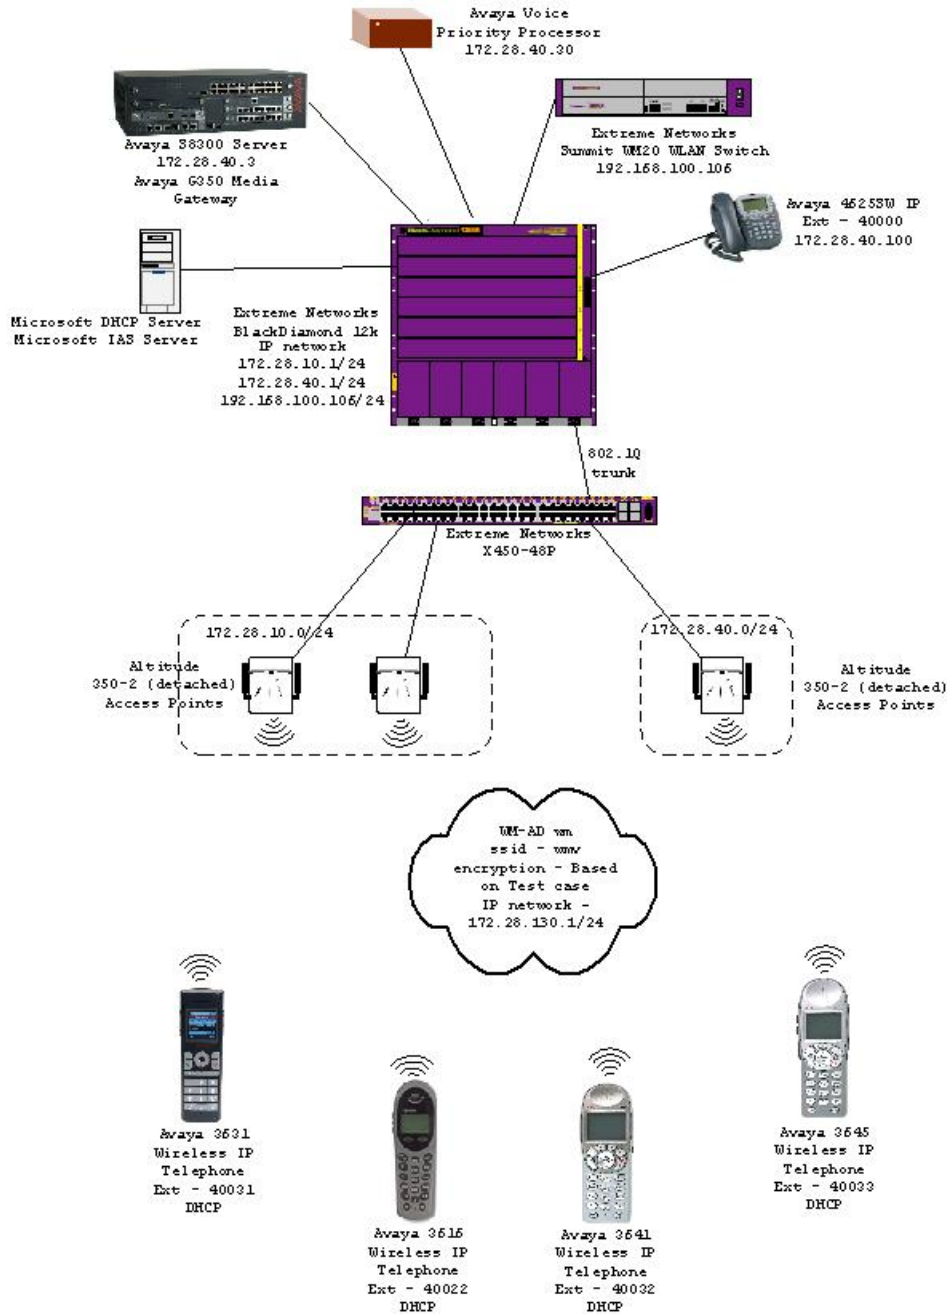 Avaya Voice
Priority Processor
172.28.40.30
Avaya S8300 Server
172.28.40.3
Avaya G350 Media
Gateway
Extreme Networks
Summit WM20 WLAN Switch
192.168.100.106
Avaya 4625SW IP
Ext - 40000
172.28.40.100
Microsoft DHCP Server
Microsoft IAS Server
Extreme Networks
BlackDiamond 12k
IP network
172.28.10.1/24
172.28.40.1/24
192.168.100.106/24
802.1Q
trunk
Extreme Networks
X450-48P
172.28.10.0/24
172.28.40.0/24
Altitude
350-2 (detached)
Access Points
Altitude
350-2 (detached)
Access Points
WM-AD wm
ssid - wmv
encryption - Based
on Test case
IP network -
172.28.130.1/24
Avaya 3631
Wireless IP
Telephone
Ext - 40031
DHCP
Avaya 3616
Wireless IP
Telephone
Ext - 40022
DHCP
Avaya 3641
Wireless IP
Telephone
Ext - 40032
DHCP
Avaya 3645
Wireless IP
Telephone
Ext - 40033
DHCP